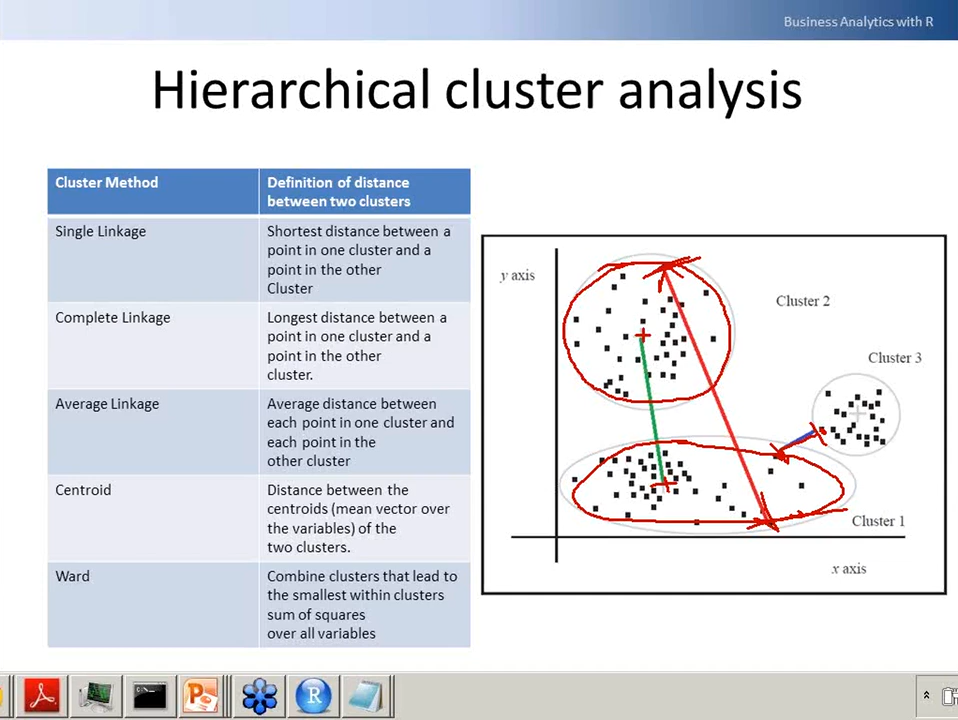 Business Analytics with R
Hierarchical cluster analysis
Cluster Method
Definition of distance
between two clusters
Single Linkage
Shortest distance between a
point in one cluster and a
point in the other
Cluster
Complete Linkage
Longest distance between a
point in one cluster and a
point in the other
cluster.
Average Linkage
Average distance between
each point in one cluster and
each point in the
other cluster
Centroid
Distance between the
centroids (mean vector over
the variables) of the
two clusters.
Ward
Combine clusters that lead to
the smallest within clusters
sum of squares
over all variables
y axis
Cluster 2
Cluster 3
Cluster 1
x axis
R